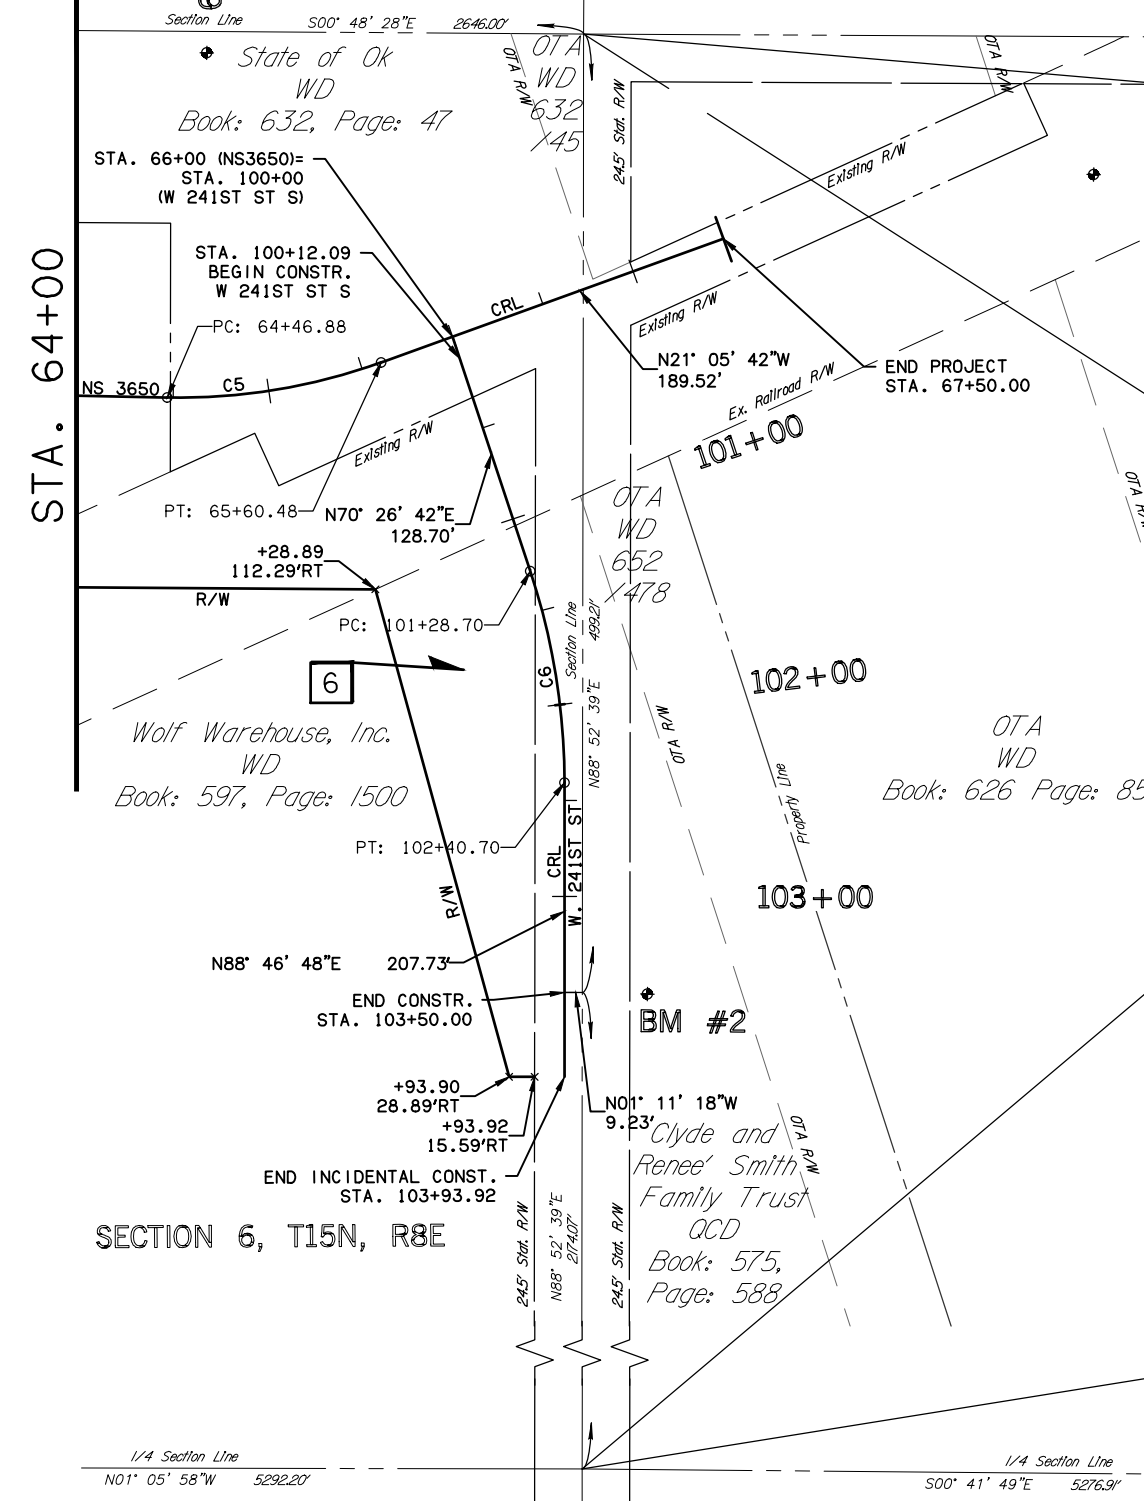 Section Line
S00° 48' 28"E
2646.00'
State of Ok
WD
Book: 632, Page: 47
OTA
WD
632
/45
OTA R/W
24.5' Stat. R/W
OTA R/W
STA. 66+00 (NS3650)=
STA. 100+00
(W 241ST ST S)
Existing R/W
STA. 64+00
STA. 100+12.09
BEGIN CONSTR.
W 241ST ST S
PC: 64+46.88
CRL
Existing R/W
N21° 05' 42"W
189.52'
END PROJECT
STA. 67+50.00
NS 3650
C5
Ex. Railroad R/W
101+00
Existing R/W
PT: 65+60.48
N70° 26' 42"E
128.70'
OTA
WD
652
/478
OTA R/W
+28.89
112.29'RT
R/W
PC: 101+28.70
Section Line
499.21'
N88° 52' 39"E
6
C6
102+00
Wolf Warehouse, Inc.
WD
Book: 597, Page: 1500
OTA R/W
OTA
WD
Book: 626 Page: 85
Property Line
PT: 102+40.70
CRL
W. 241ST ST
R/W
103+00
N88° 46' 48"E 207.73'
END CONSTR.
STA. 103+50.00
BM #2
+93.90
28.89'RT
+93.92
15.59'RT
N01° 11' 18"W
9.23'
END INCIDENTAL CONST.
STA. 103+93.92
Clyde and
Renee' Smith
Family Trust
QCD
Book: 575,
Page: 588
OTA R/W
SECTION 6, T15N, R8E
24.5' Stat. R/W
N88° 52' 39"E
2174.07'
24.5' Stat. R/W
1/4 Section Line
N01° 05' 58"W
5292.20'
1/4 Section Line
S00° 41' 49"E
5276.91'